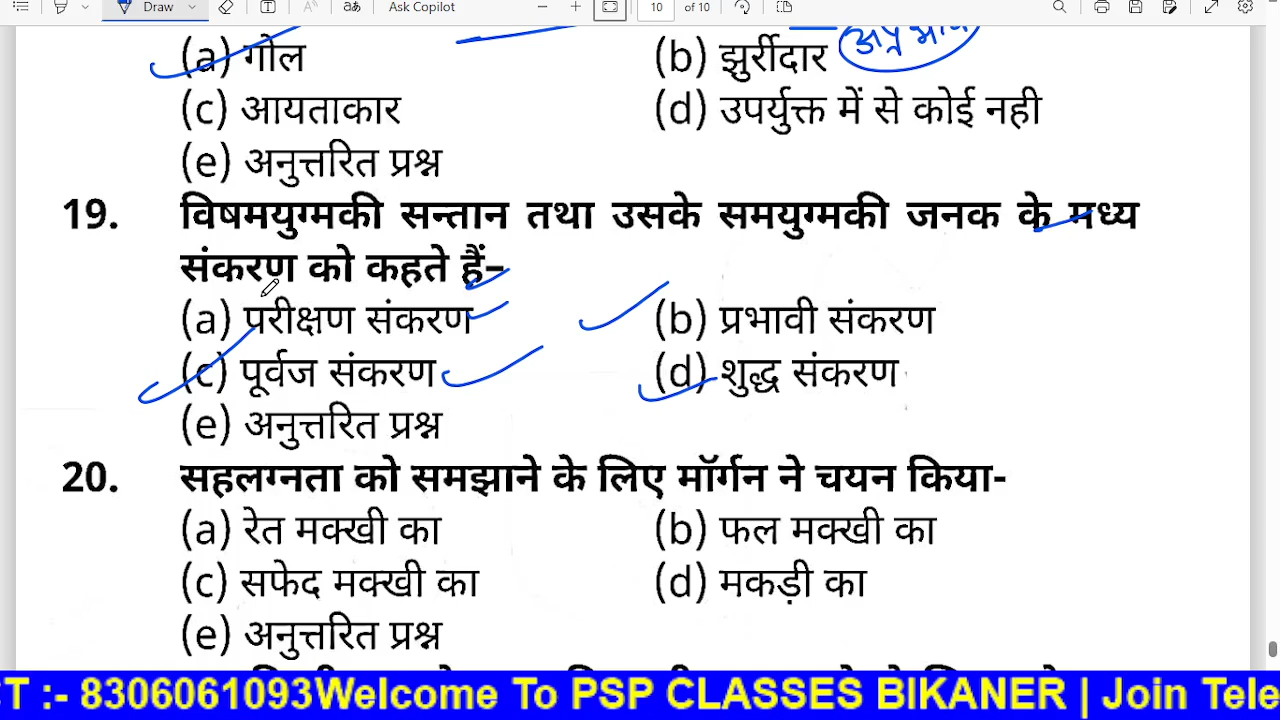 Draw
Ask Copilot
10 of 10
(a) गोल (b) झुर्रीदार
(c) आयताकार (d) उपर्युक्त में से कोई नही
(e) अनुत्तरित प्रश्न
19. विषमयुग्मकी सन्तान तथा उसके समयुग्मकी जनक के मध्य
संकरण को कहते हैं–
(a) परीक्षण संकरण (b) प्रभावी संकरण
(c) पूर्वज संकरण (d) शुद्ध संकरण
(e) अनुत्तरित प्रश्न
20. सहलग्नता को समझाने के लिए मॉर्गन ने चयन किया-
(a) रेत मक्खी का (b) फल मक्खी का
(c) सफेद मक्खी का (d) मकड़ी का
(e) अनुत्तरित प्रश्न
CT :- 8306061093Welcome To PSP CLASSES BIKANER | Join Tele